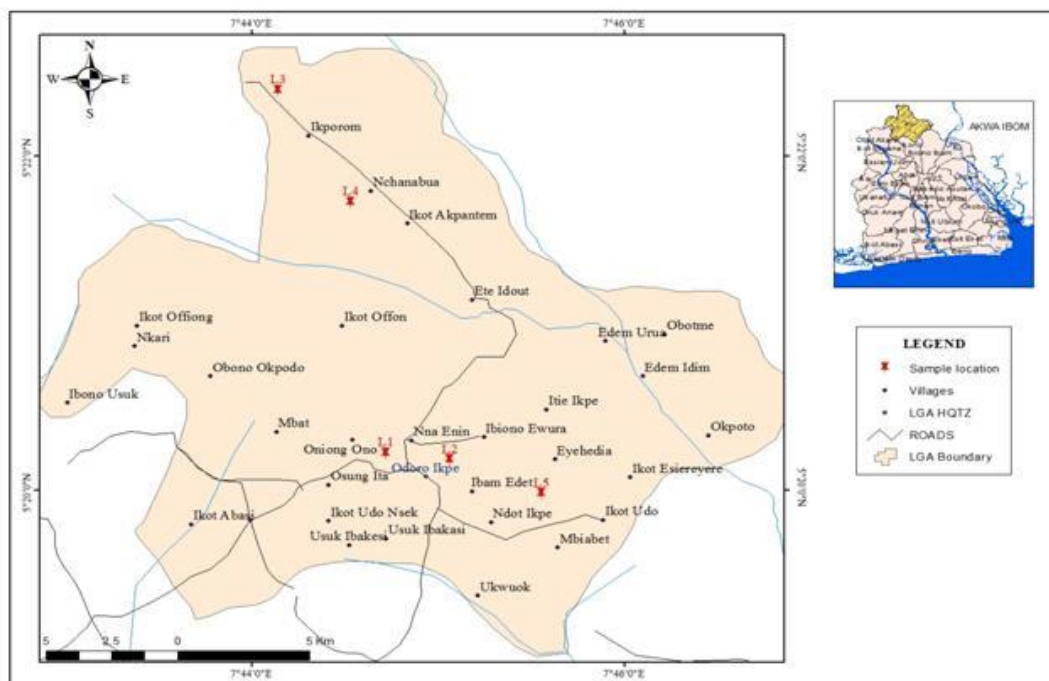 7°44'0"E 7°46'0"E
N
W E
S
L3
Ikporom
5°22'0"N 5°22'0"N
Nchanabua
L4
Ikot Akpantem
Ete Idout
Ikot Offiong Ikot Offon
Edem Urua Obotme
Nkari
Obono Okpodo Edem Idim
Ibono Usuk
Itie Ikpe
Mbat Nna Enin Ibiono Ewura Okpoto
Oniong Ono L1 L2 Eyehedia
Odoro Ikpe
Osung Ita Ibam Edet L5 Ikot Esiereyere
5°20'0"N 5°20'0"N
Ikot Abasi Ikot Udo Nsek Ndot Ikpe Ikot Udo
Usuk Ibakesi Usuk Ibakasi
Mbiabet
Ukwuok
5 2.5 0 5 Km
7°44'0"E 7°46'0"E
AKWA IBOM
LEGEND
Sample location
Villages
LGA HQTZ
ROADS
LGA Boundary